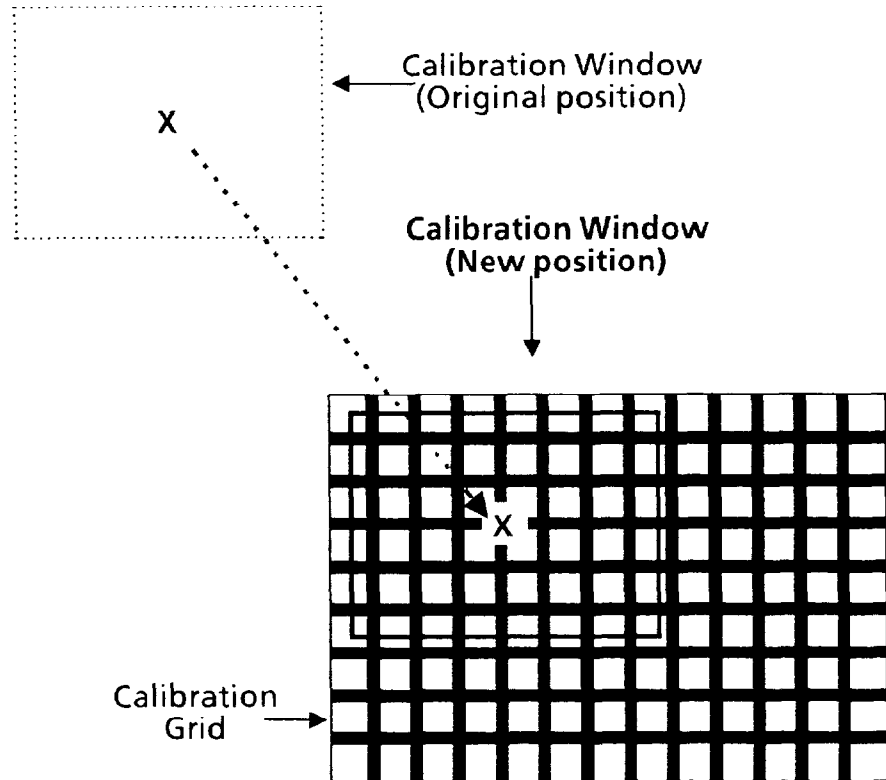 Calibration Window
(Original position)
X
Calibration Window
(New position)
X
Calibration
Grid